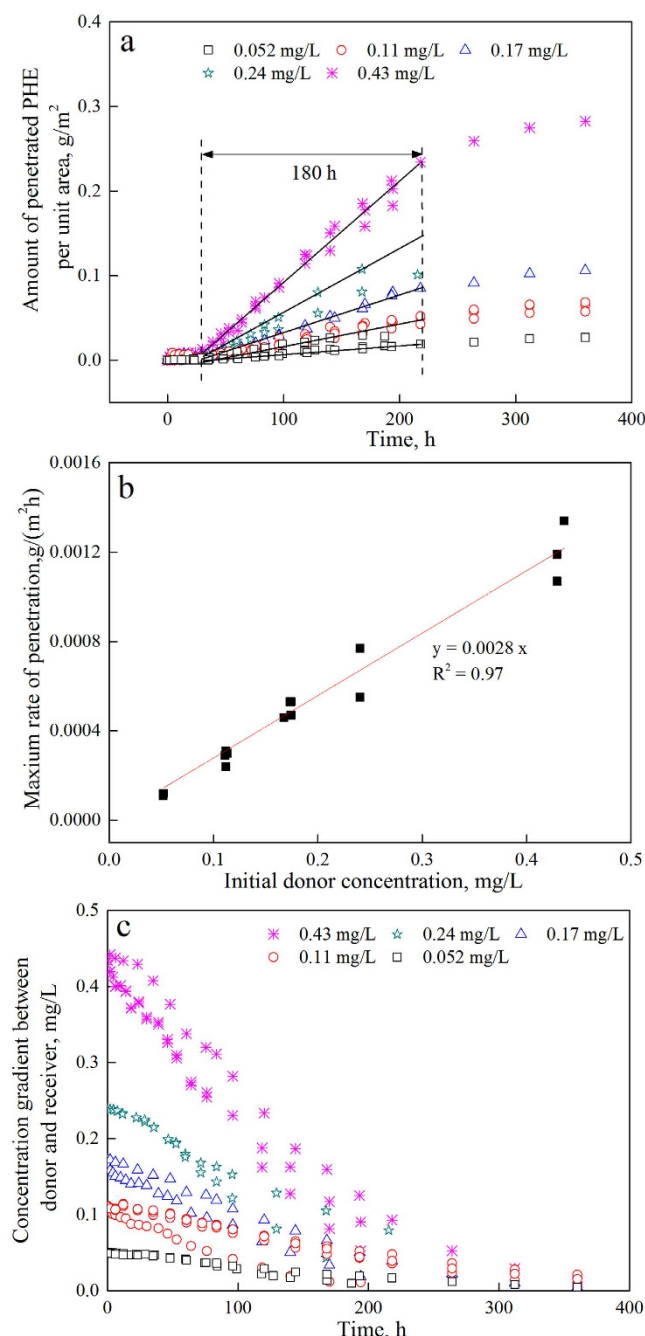 a
0.052 mg/L 0.11 mg/L 0.17 mg/L
0.24 mg/L 0.43 mg/L
180 h
Amount of penetrated PHE
per unit area, g/m²
0.4
0.3
0.2
0.1
0.0
0 100 200 300 400
Time, h
b
Maxium rate of penetration,g/(m²h)
0.0016
0.0012
0.0008
0.0004
0.0000
y = 0.0028 x
R² = 0.97
0.0 0.1 0.2 0.3 0.4 0.5
Initial donor concentration, mg/L
c
0.43 mg/L 0.24 mg/L 0.17 mg/L
0.11 mg/L 0.052 mg/L
Concentration gradient between
donor and receiver, mg/L
0.5
0.4
0.3
0.2
0.1
0.0
0 100 200 300 400
Time, h